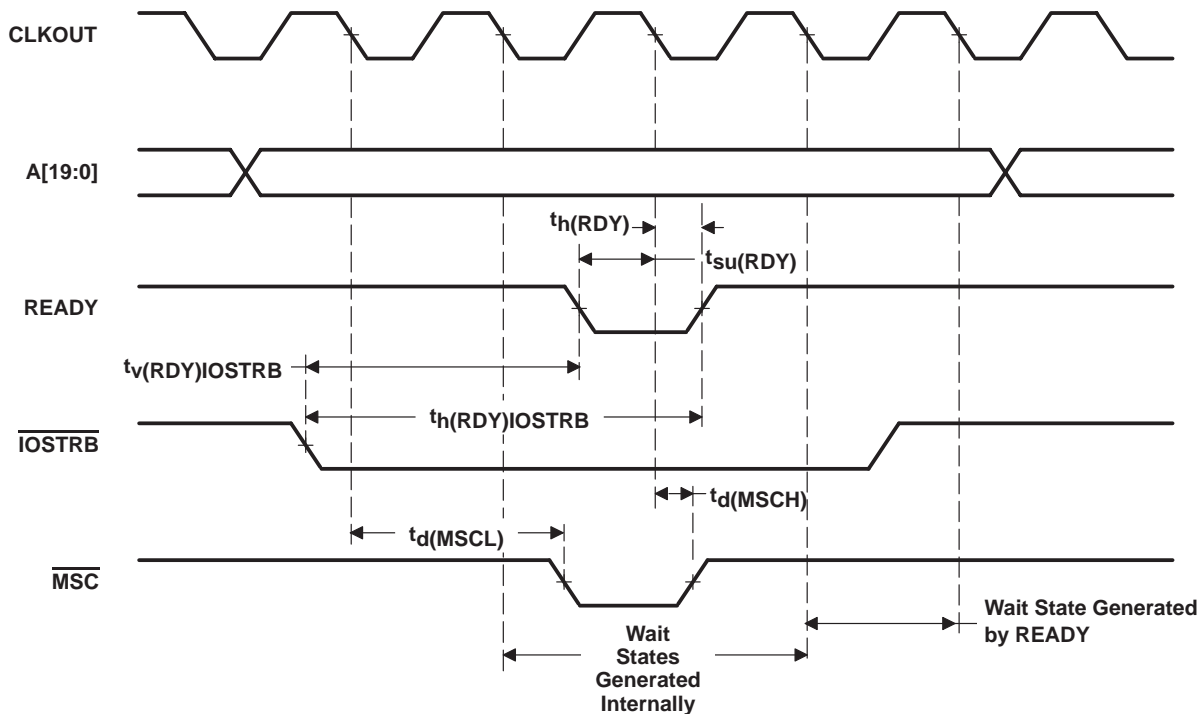 CLKOUT
A[19:0]
th(RDY)
tsu(RDY)
READY
tv(RDY)IOSTRB
th(RDY)IOSTRB
IOSTRB
td(MSCH)
td(MSCL)
MSC
Wait State Generated
by READY
Wait
States
Generated
Internally